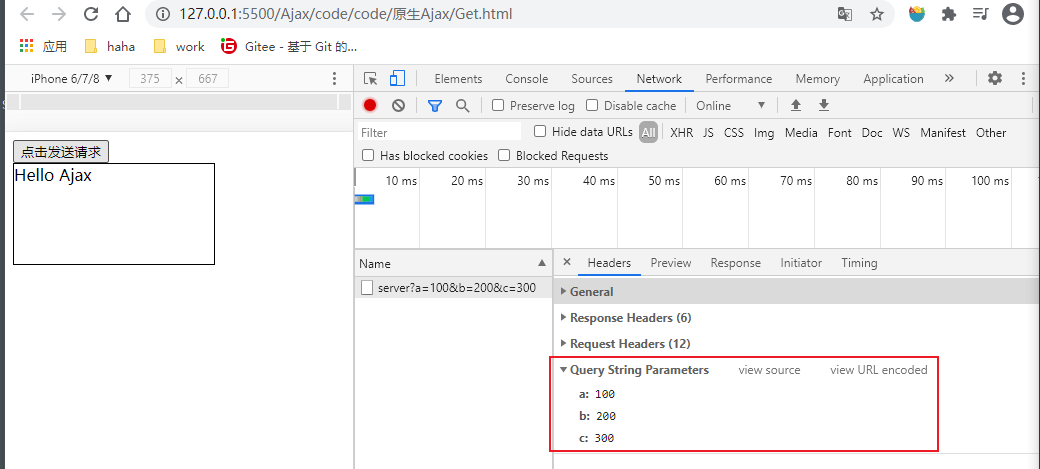 127.0.0.1:5500/Ajax/code/code/原生Ajax/Get.html
应用 haha work Gitee - 基于 Git 的...
iPhone 6/7/8 ▼ 375 × 667
Elements Console Sources Network Performance Memory Application »
Preserve log Disable cache Online ▼
Filter Hide data URLs All XHR JS CSS Img Media Font Doc WS Manifest Other
Has blocked cookies Blocked Requests
点击发送请求
Hello Ajax
10 ms 20 ms 30 ms 40 ms 50 ms 60 ms 70 ms 80 ms 90 ms 100 ms
Name
server?a=100&b=200&c=300
× Headers Preview Response Initiator Timing
General
Response Headers (6)
Request Headers (12)
Query String Parameters view source view URL encoded
a: 100
b: 200
c: 300